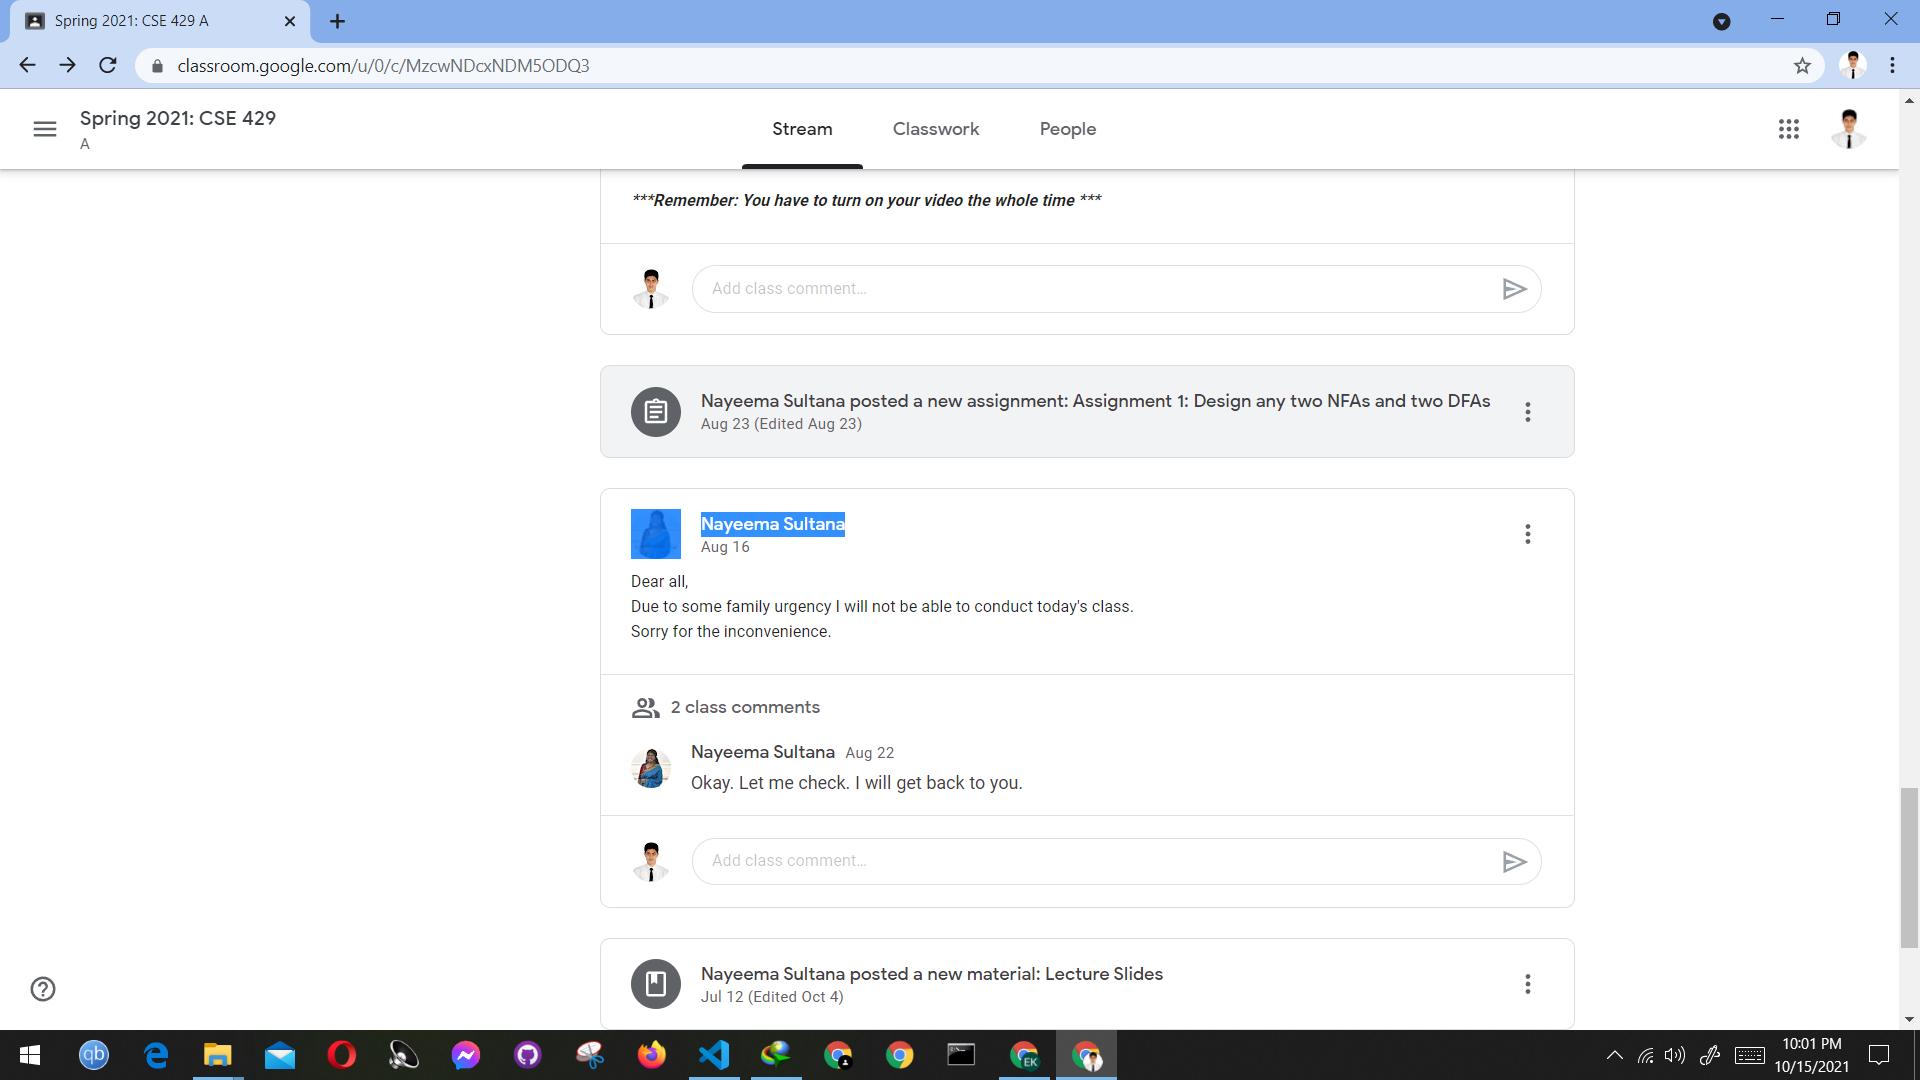 Spring 2021: CSE 429 A
classroom.google.com/u/0/c/MzcwNDcxNDM5ODQ3
Spring 2021: CSE 429
A
Stream
Classwork
People
***Remember: You have to turn on your video the whole time ***
Add class comment...
Nayeema Sultana posted a new assignment: Assignment 1: Design any two NFAs and two DFAs
Aug 23 (Edited Aug 23)
Nayeema Sultana
Aug 16
Dear all,
Due to some family urgency I will not be able to conduct today's class.
Sorry for the inconvenience.
2 class comments
Nayeema Sultana Aug 22
Okay. Let me check. I will get back to you.
Add class comment...
Nayeema Sultana posted a new material: Lecture Slides
Jul 12 (Edited Oct 4)
qb
EK
10:01 PM
10/15/2021